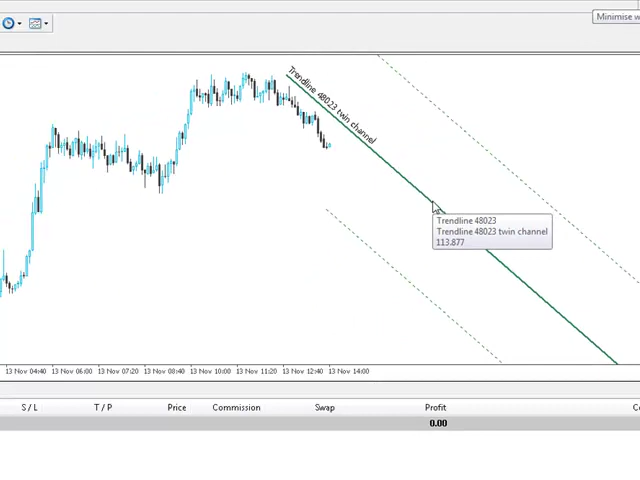 Minimise w
Trendline 48023 twin channel
Trendline 48023
Trendline 48023 twin channel
113.877
13 Nov 04:40 13 Nov 06:00 13 Nov 07:20 13 Nov 08:40 13 Nov 10:00 13 Nov 11:20 13 Nov 12:40 13 Nov 14:00
S / L T / P Price Commission Swap Profit Co
0.00